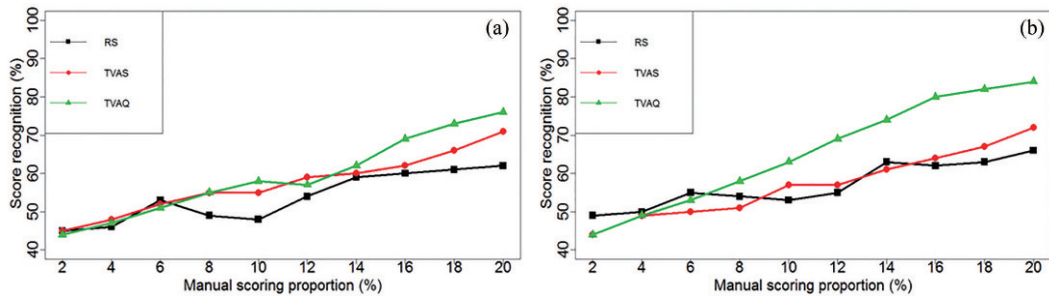 (a)
RS
TVAS
TVAQ
Score recognition (%)
100
90
80
70
60
50
40
2 4 6 8 10 12 14 16 18 20
Manual scoring proportion (%)
(b)
RS
TVAS
TVAQ
Score recognition (%)
100
90
80
70
60
50
40
2 4 6 8 10 12 14 16 18 20
Manual scoring proportion (%)